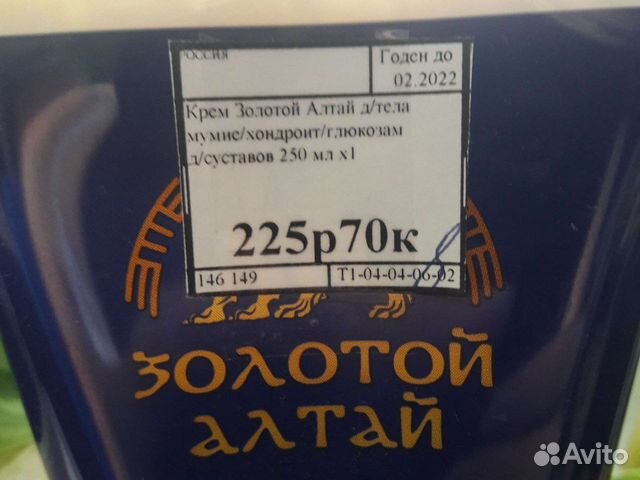 РОССИЯ
Годен до
02.2022
Крем Золотой Алтай д/тела
мумие/хондроит/глюкозам
д/суставов 250 мл x1
225р70к
146 149
Т1-04-04-06-02
ЗОЛОТОЙ
АЛТАЙ
Avito